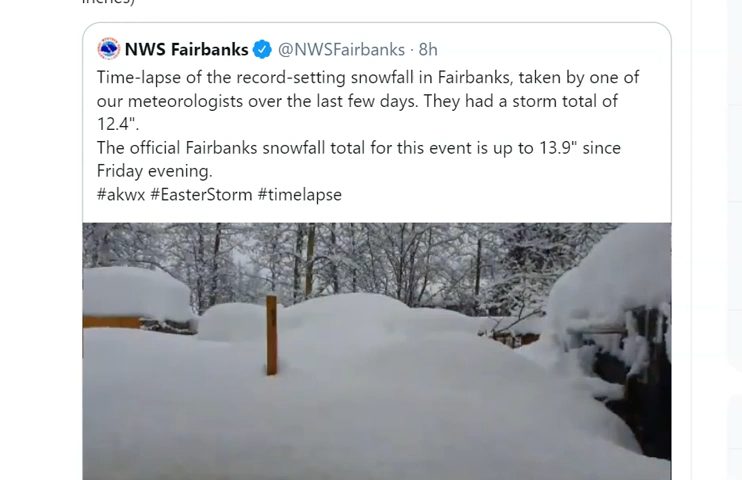 inches)
NWS Fairbanks @NWSFairbanks · 8h
Time-lapse of the record-setting snowfall in Fairbanks, taken by one of
our meteorologists over the last few days. They had a storm total of
12.4".
The official Fairbanks snowfall total for this event is up to 13.9" since
Friday evening.
#akwx #EasterStorm #timelapse